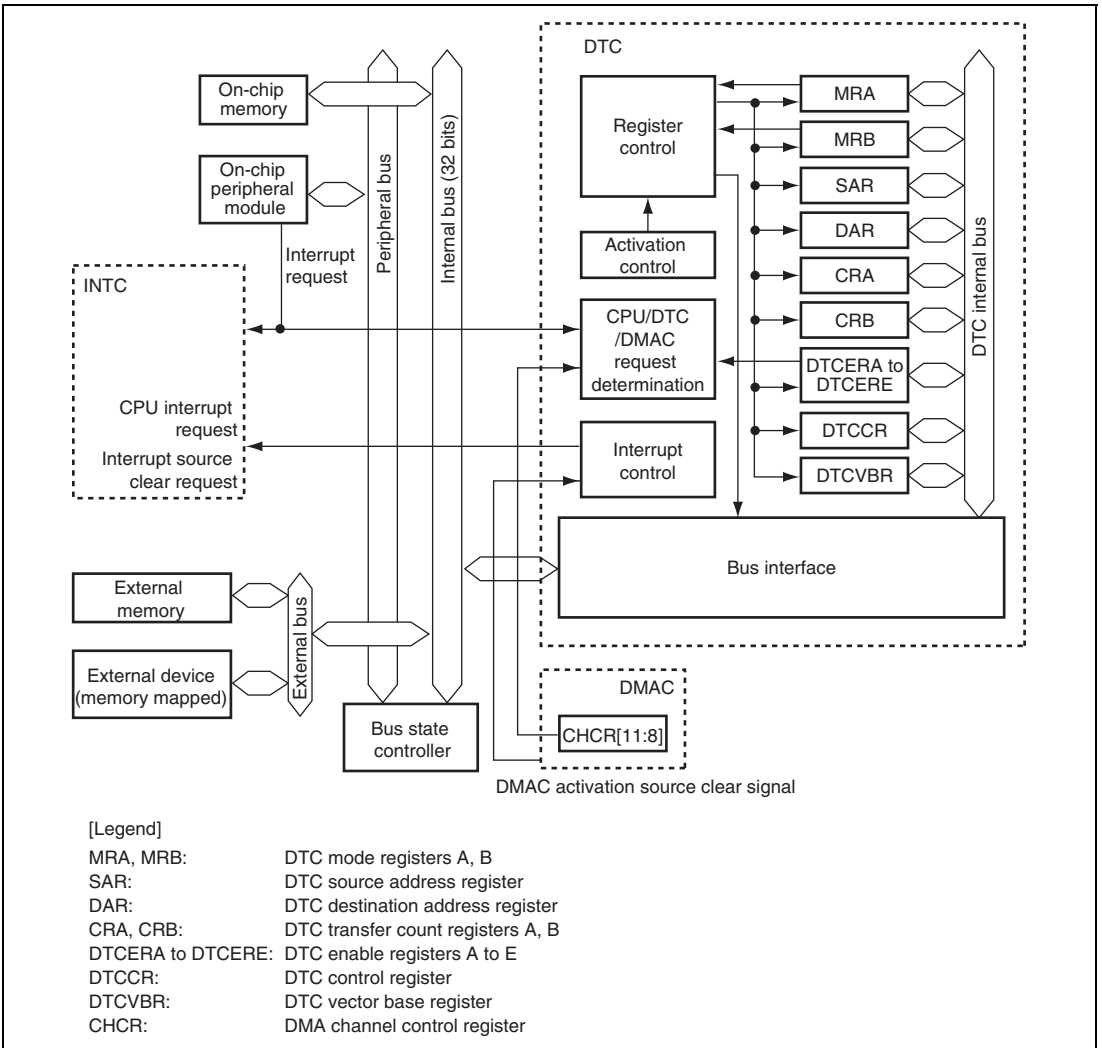 DTC
On-chip
memory
On-chip
peripheral
module
Interrupt
request
Peripheral bus
Internal bus (32 bits)
Register
control
Activation
control
CPU/DTC
/DMAC
request
determination
Interrupt
control
MRA
MRB
SAR
DAR
CRA
CRB
DTCERA to
DTCERE
DTCCR
DTCVBR
DTC internal bus
INTC
CPU interrupt
request
Interrupt source
clear request
External
memory
External device
(memory mapped)
External bus
Bus interface
Bus state
controller
DMAC
CHCR[11:8]
DMAC activation source clear signal
[Legend]
MRA, MRB: DTC mode registers A, B
SAR: DTC source address register
DAR: DTC destination address register
CRA, CRB: DTC transfer count registers A, B
DTCERA to DTCERE: DTC enable registers A to E
DTCCR: DTC control register
DTCVBR: DTC vector base register
CHCR: DMA channel control register